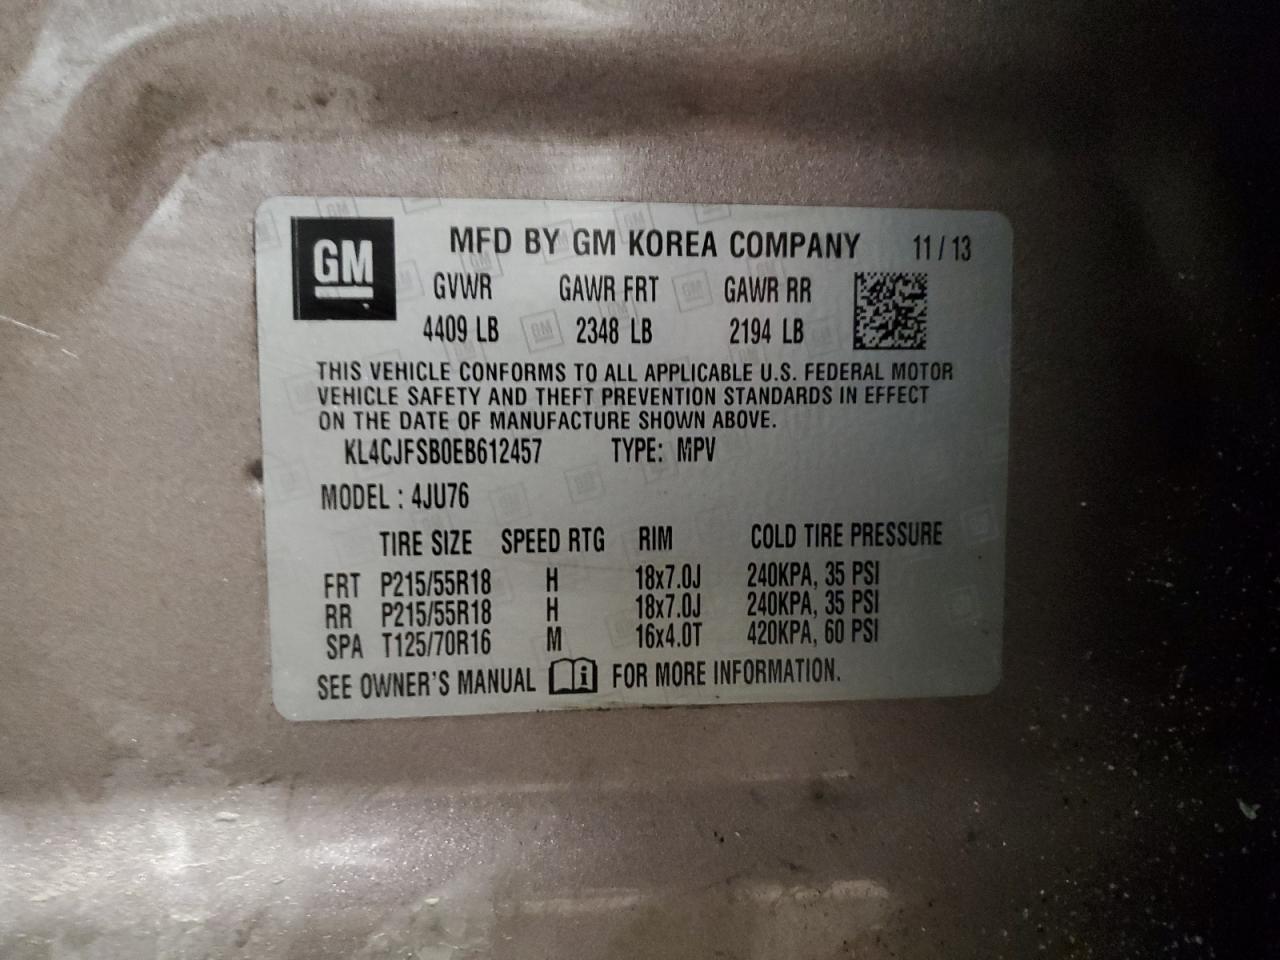 GM MFD BY GM KOREA COMPANY 11 / 13
GVWR GAWR FRT GAWR RR
4409 LB 2348 LB 2194 LB
THIS VEHICLE CONFORMS TO ALL APPLICABLE U.S. FEDERAL MOTOR
VEHICLE SAFETY AND THEFT PREVENTION STANDARDS IN EFFECT
ON THE DATE OF MANUFACTURE SHOWN ABOVE.
KL4CJFSB0EB612457 TYPE: MPV
MODEL : 4JU76
TIRE SIZE SPEED RTG RIM COLD TIRE PRESSURE
FRT P215/55R18 H 18x7.0J 240KPA, 35 PSI
RR P215/55R18 H 18x7.0J 240KPA, 35 PSI
SPA T125/70R16 M 16x4.0T 420KPA, 60 PSI
SEE OWNER'S MANUAL FOR MORE INFORMATION.